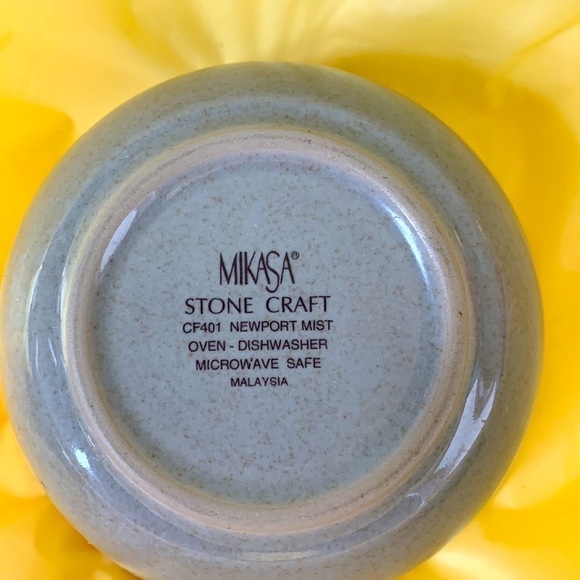 MIKASA®
STONE CRAFT
CF401 NEWPORT MIST
OVEN - DISHWASHER
MICROWAVE SAFE
MALAYSIA